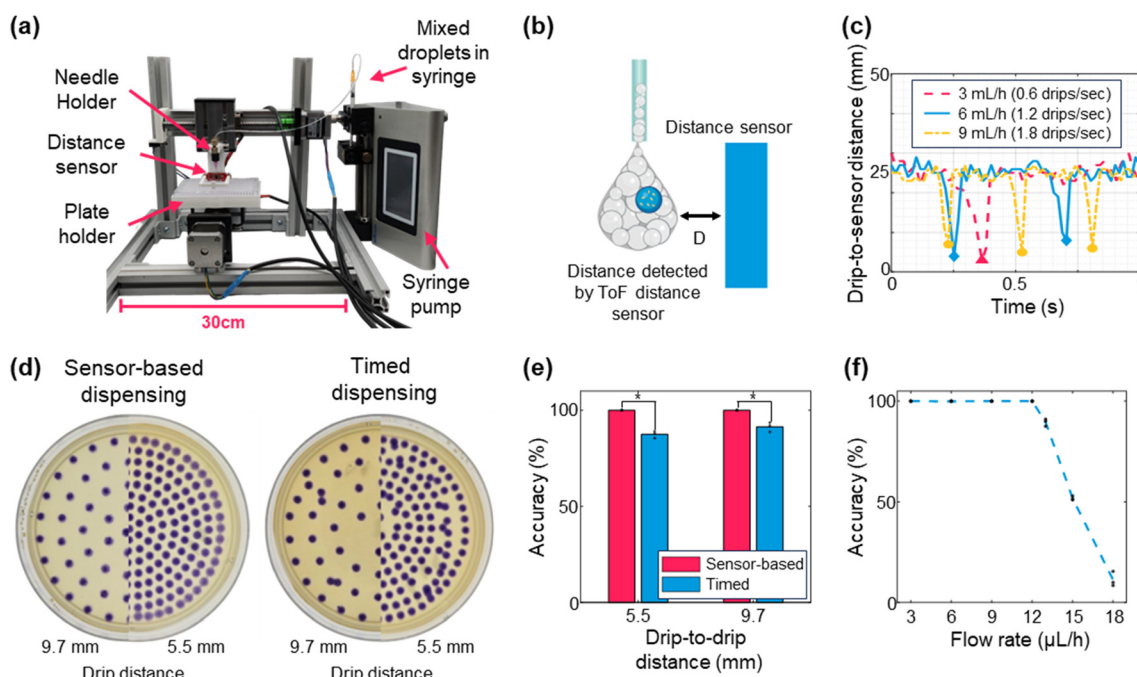 (a)
Mixed
droplets in
syringe
Needle
Holder
Distance
sensor
Plate
holder
Syringe
pump
30cm
(b)
Distance sensor
D
Distance detected
by ToF distance
sensor
(c)
Drip-to-sensor distance (mm)
50
25
0
3 mL/h (0.6 drips/sec)
6 mL/h (1.2 drips/sec)
9 mL/h (1.8 drips/sec)
0 0.5 1
Time (s)
(d)
Sensor-based
dispensing
Timed
dispensing
9.7 mm 5.5 mm
9.7 mm 5.5 mm
Drip distance
Drip distance
(e)
Accuracy (%)
100
50
0
* *
Sensor-based
Timed
5.5 9.7
Drip-to-drip
distance (mm)
(f)
Accuracy (%)
100
50
0
3 6 9 12 15 18
Flow rate (µL/h)